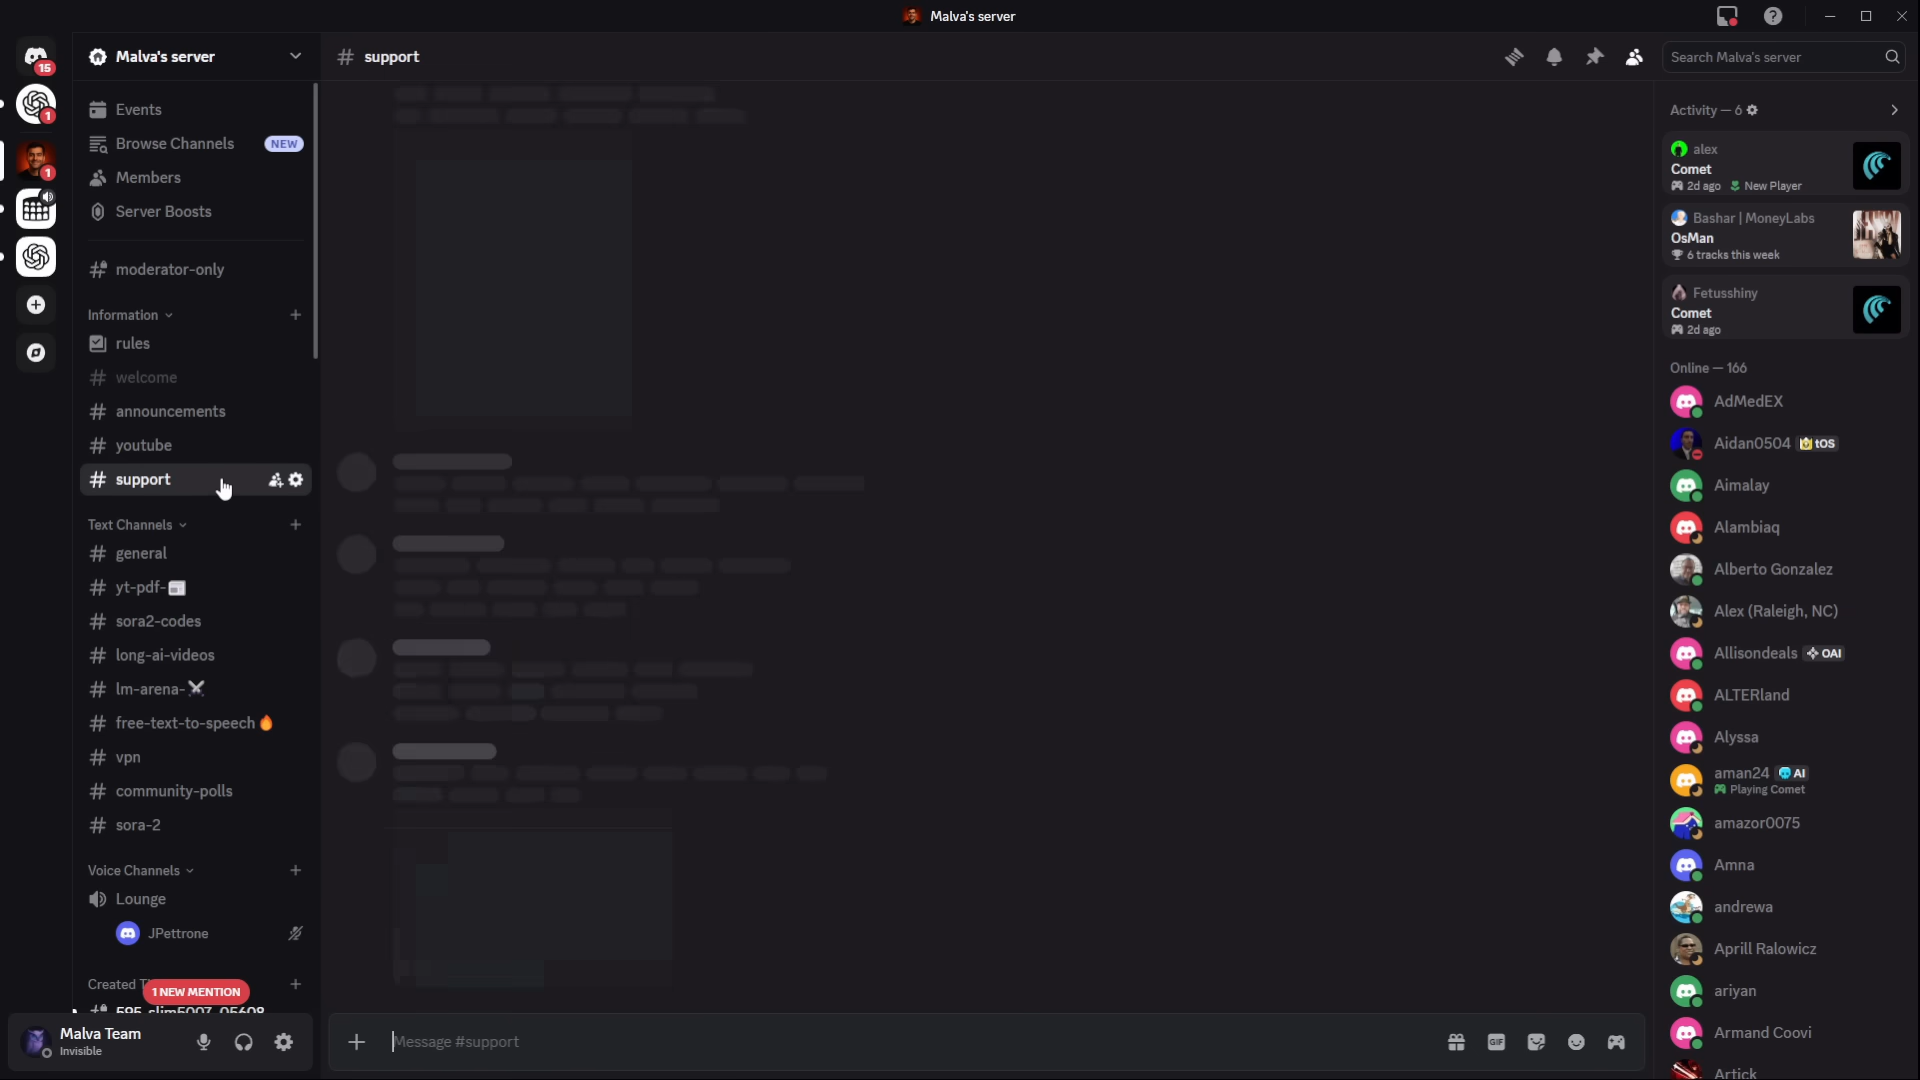 Malva's server
15
1
1
Malva's server
Events
Browse Channels NEW
Members
Server Boosts
moderator-only
Information
rules
welcome
announcements
youtube
support
Text Channels
general
yt-pdf-📰
sora2-codes
long-ai-videos
lm-arena-⚔️
free-text-to-speech🔥
vpn
community-polls
sora-2
Voice Channels
Lounge
JPettrone
Created
1 NEW MENTION
Malva Team
Invisible
# support
Message #support
GIF
Search Malva's server
Activity — 6
alex
Comet
2d ago New Player
Bashar | MoneyLabs
OsMan
6 tracks this week
Fetusshiny
Comet
2d ago
Online — 166
AdMedEX
Aidan0504 tOS
Aimalay
Alambiaq
Alberto Gonzalez
Alex (Raleigh, NC)
Allisondeals OAI
ALTERland
Alyssa
aman24 AI
Playing Comet
amazor0075
Amna
andrewa
Aprill Ralowicz
ariyan
Armand Coovi
Artick